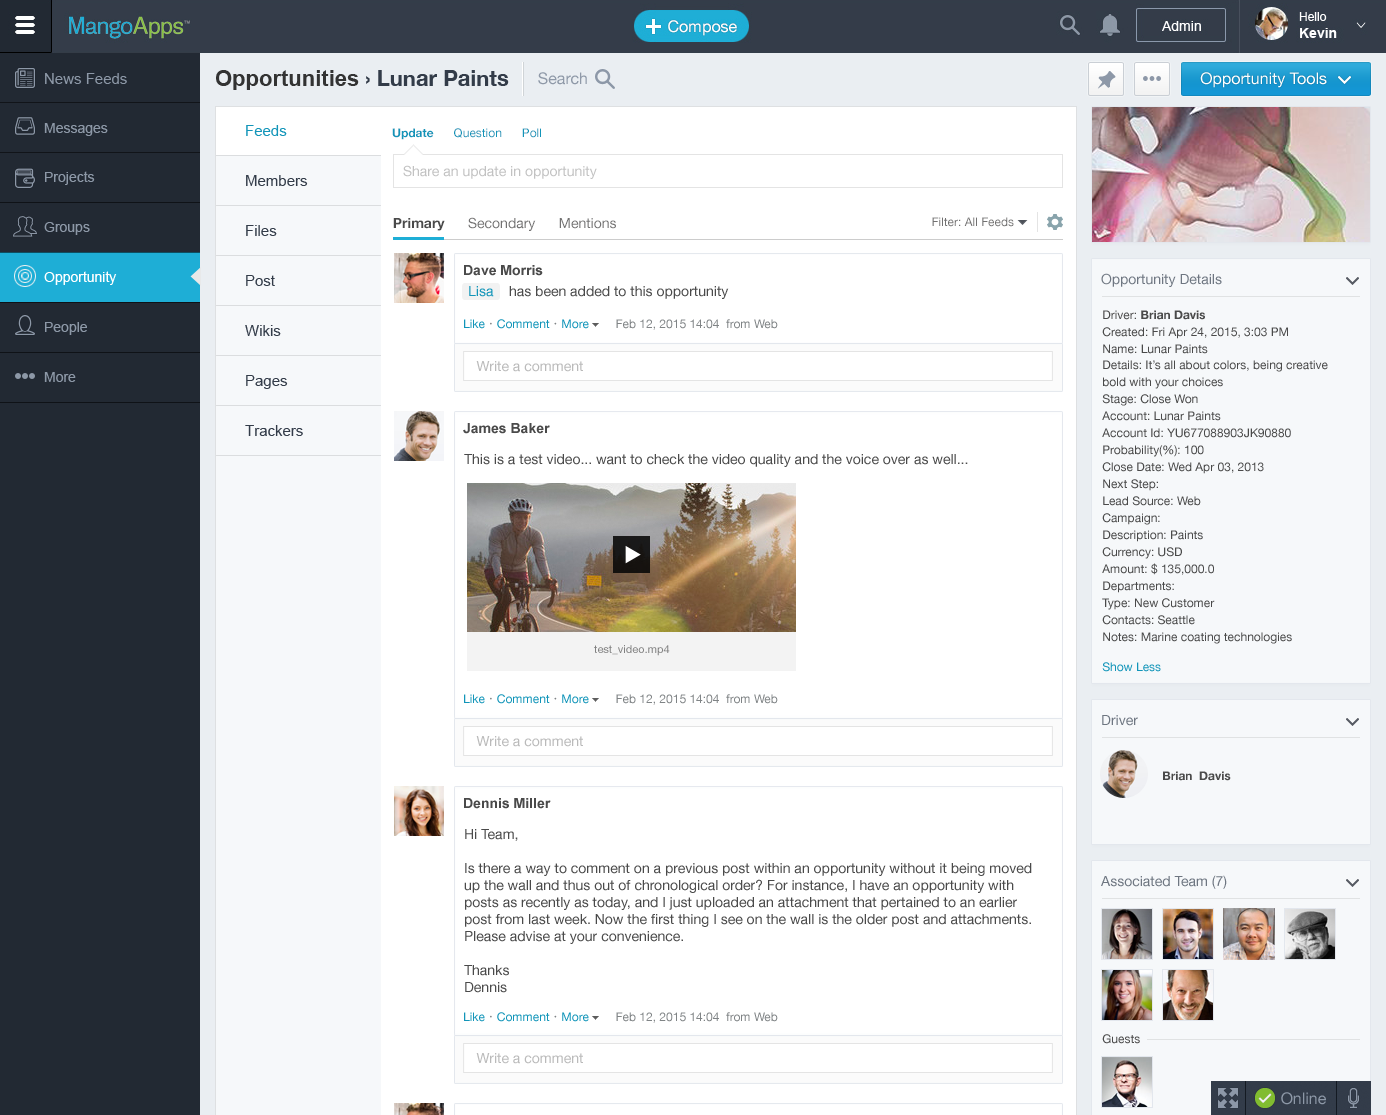 MangoApps™
Compose
Admin
Hello
Kevin
News Feeds
Messages
Projects
Groups
Opportunity
People
More
Opportunities › Lunar Paints
Search
Opportunity Tools
Feeds
Members
Files
Post
Wikis
Pages
Trackers
Update Question Poll
Share an update in opportunity
Primary Secondary Mentions
Filter: All Feeds
Dave Morris
Lisa has been added to this opportunity
Like · Comment · More Feb 12, 2015 14:04 from Web
Write a comment
James Baker
This is a test video... want to check the video quality and the voice over as well...
test_video.mp4
Like · Comment · More Feb 12, 2015 14:04 from Web
Write a comment
Dennis Miller
Hi Team,
Is there a way to comment on a previous post within an opportunity without it being moved
up the wall and thus out of chronological order? For instance, I have an opportunity with
posts as recently as today, and I just uploaded an attachment that pertained to an earlier
post from last week. Now the first thing I see on the wall is the older post and attachments.
Please advise at your convenience.
Thanks
Dennis
Like · Comment · More Feb 12, 2015 14:04 from Web
Write a comment
Opportunity Details
Driver: Brian Davis
Created: Fri Apr 24, 2015, 3:03 PM
Name: Lunar Paints
Details: It's all about colors, being creative
bold with your choices
Stage: Close Won
Account: Lunar Paints
Account Id: YU677088903JK90880
Probability(%): 100
Close Date: Wed Apr 03, 2013
Next Step:
Lead Source: Web
Campaign:
Description: Paints
Currency: USD
Amount: $ 135,000.0
Departments:
Type: New Customer
Contacts: Seattle
Notes: Marine coating technologies
Show Less
Driver
Brian Davis
Associated Team (7)
Guests
Online